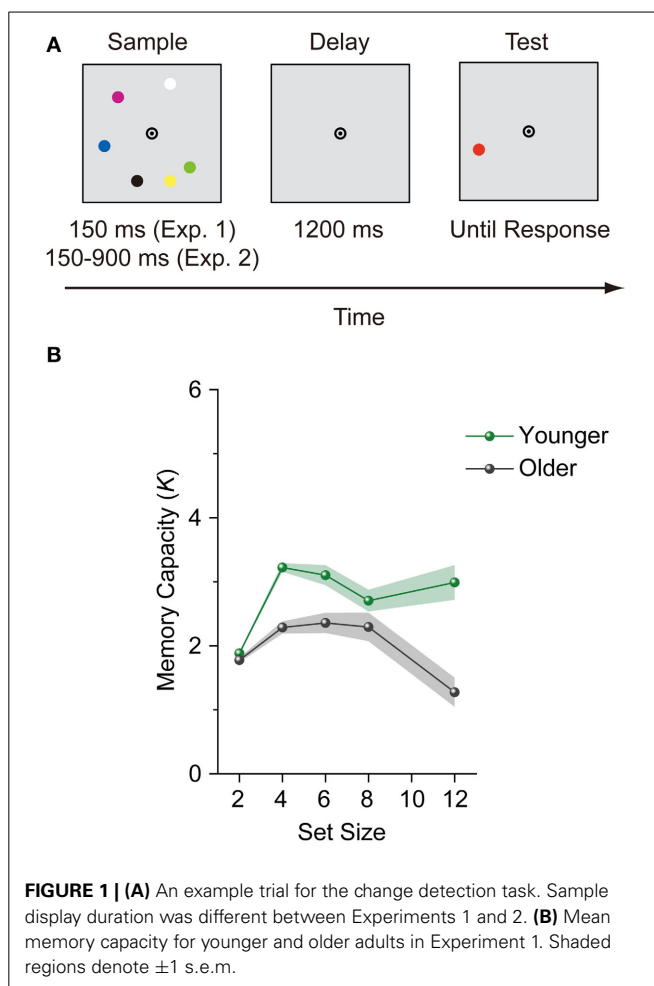 A
Sample
Delay
Test
150 ms (Exp. 1)
150-900 ms (Exp. 2)
1200 ms
Until Response
Time
B
6
4
2
0
Memory Capacity (K)
2 4 6 8 10 12
Set Size
Younger
Older
FIGURE 1 | (A) An example trial for the change detection task. Sample
display duration was different between Experiments 1 and 2. (B) Mean
memory capacity for younger and older adults in Experiment 1. Shaded
regions denote ±1 s.e.m.